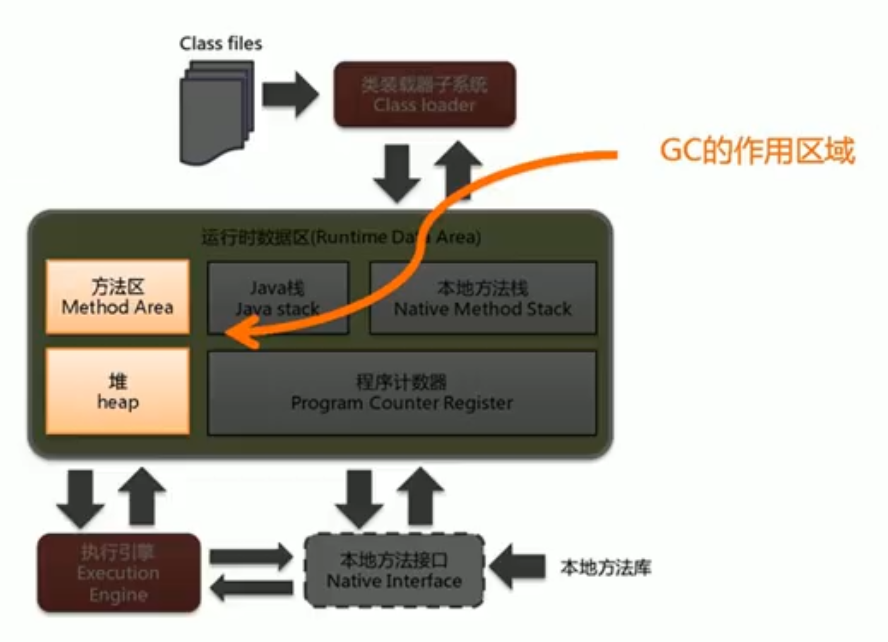 Class files
类装载器子系统
Class loader
GC的作用区域
运行时数据区(Runtime Data Area)
方法区
Method Area
Java栈
Java stack
本地方法栈
Native Method Stack
堆
heap
程序计数器
Program Counter Register
执行引擎
Execution
Engine
本地方法接口
Native Interface
本地方法库